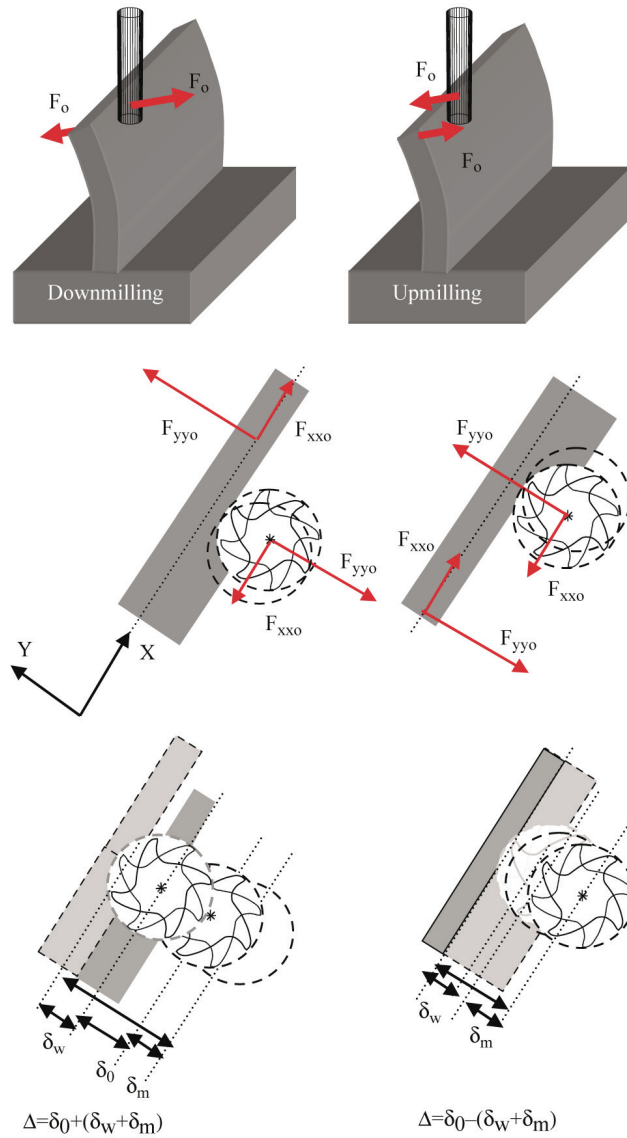 Fₒ
Fₒ
Downmilling
Fₒ
Fₒ
Upmilling
Fyyo
Fxxo
Fyyo
Fxxo
Y
X
Fyyo
Fxxo
Fxxo
Fyyo
δw
δ0
δm
Δ=δ0+(δw+δm)
δw
δm
Δ=δ0–(δw+δm)